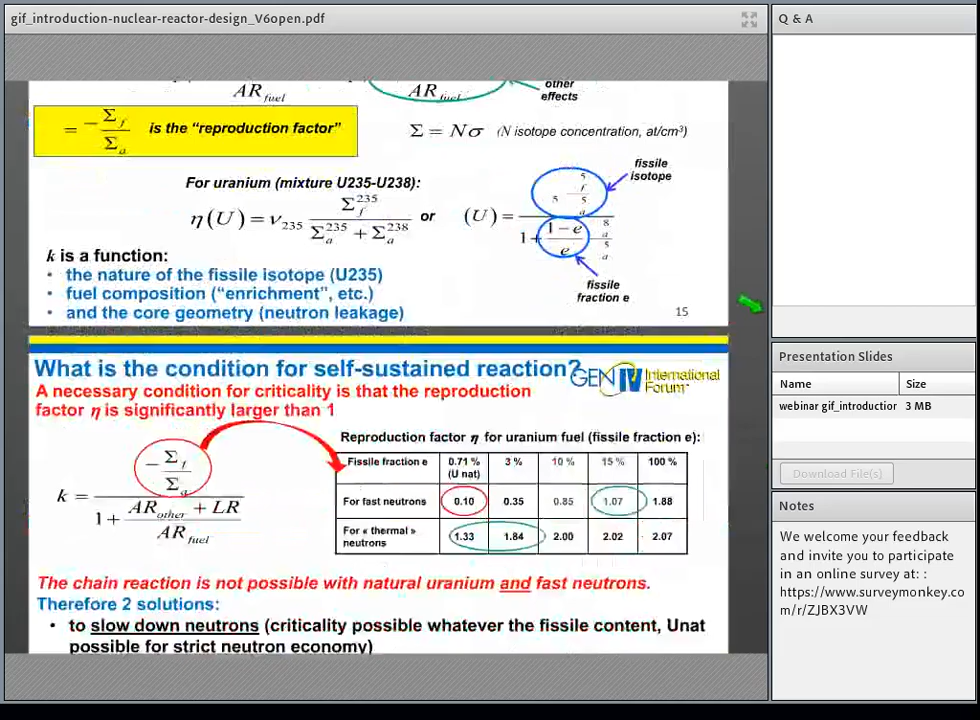 gif_introduction-nuclear-reactor-design_V6open.pdf
Q & A
AR_fuel AR_fuel other
effects
= − Σ_f / Σ_a is the “reproduction factor”
Σ = Nσ (N isotope concentration, at/cm³)
fissile
isotope
For uranium (mixture U235-U238):
η(U) = ν_235 Σ_f^235 / (Σ_a^235 + Σ_a^238) or (U) =
1+ (1 − e) / e
fissile
fraction e
k is a function:
• the nature of the fissile isotope (U235)
• fuel composition (“enrichment”, etc.)
• and the core geometry (neutron leakage)
15
What is the condition for self-sustained reaction?
GEN IV International
Forum
A necessary condition for criticality is that the reproduction
factor η is significantly larger than 1
k = (− Σ_f / Σ_a) / (1 + (AR_other + LR) / AR_fuel)
Reproduction factor η for uranium fuel (fissile fraction e):
Fissile fraction e 0.71 % (U nat) 3 % 10 % 15 % 100 %
For fast neutrons 0.10 0.35 0.85 1.07 1.88
For « thermal » neutrons 1.33 1.84 2.00 2.02 2.07
The chain reaction is not possible with natural uranium and fast neutrons.
Therefore 2 solutions:
• to slow down neutrons (criticality possible whatever the fissile content, Unat
possible for strict neutron economy)
Presentation Slides
Name Size
webinar gif_introductior 3 MB
Download File(s)
Notes
We welcome your feedback
and invite you to participate
in an online survey at: :
https://www.surveymonkey.co
m/r/ZJBX3VW